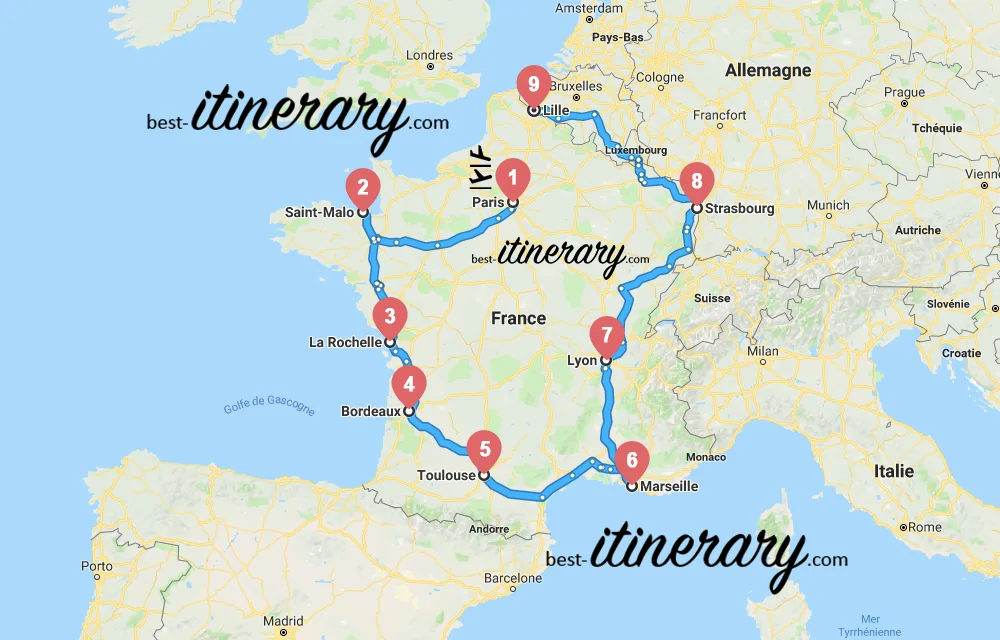 Amsterdam
Londres
Pays-Bas
9
Bruxelles
Cologne
Allemagne
best-itinerary.com
Lille
Prague
Francfort
Tchéquie
Luxembourg
2
1
8
Vienne
Paris
Saint-Malo
Strasbourg
Munich
Autriche
best-itinerary.com
Suisse
Slovénie
3
France
7
La Rochelle
Milan
Croatie
Lyon
4
Golfe de Gascogne
Bordeaux
5
6
Monaco
Toulouse
Marseille
Italie
Andorre
Rome
best-itinerary.com
Porto
Barcelone
Madrid
Mer
Tyrrhénienne